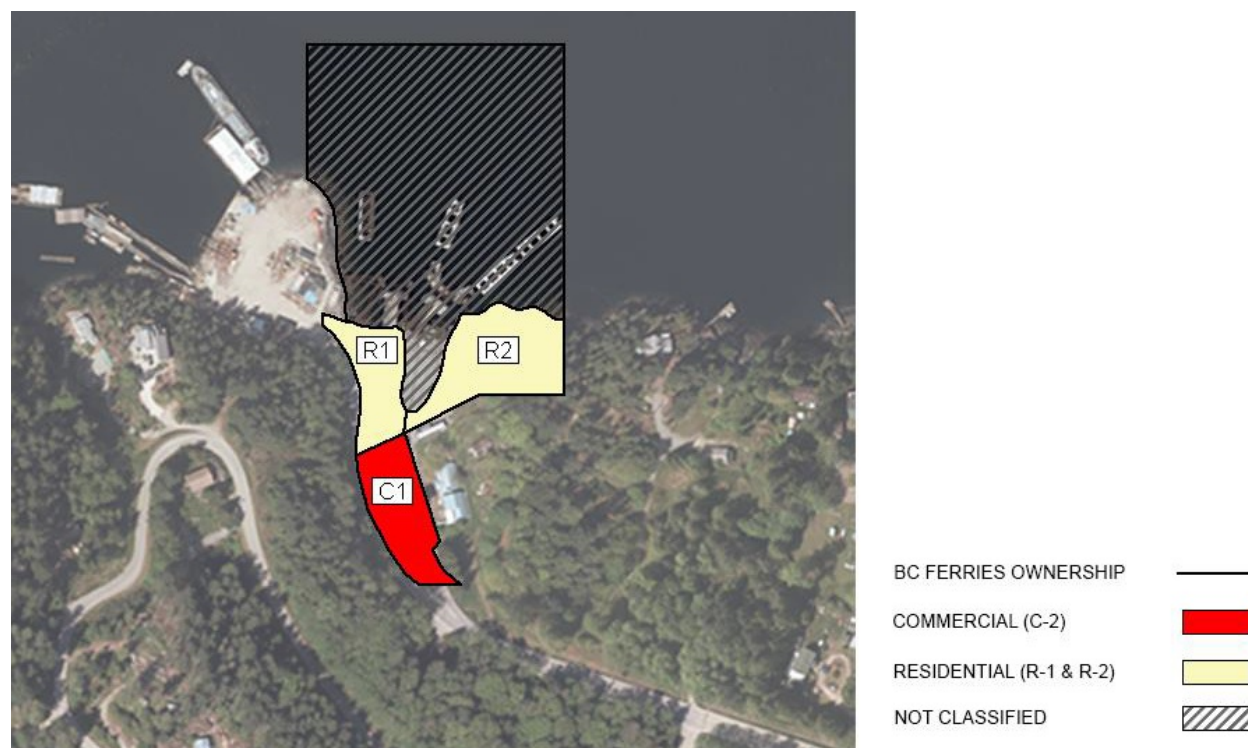 R1
R2
C1
BC FERRIES OWNERSHIP
COMMERCIAL (C-2)
RESIDENTIAL (R-1 & R-2)
NOT CLASSIFIED